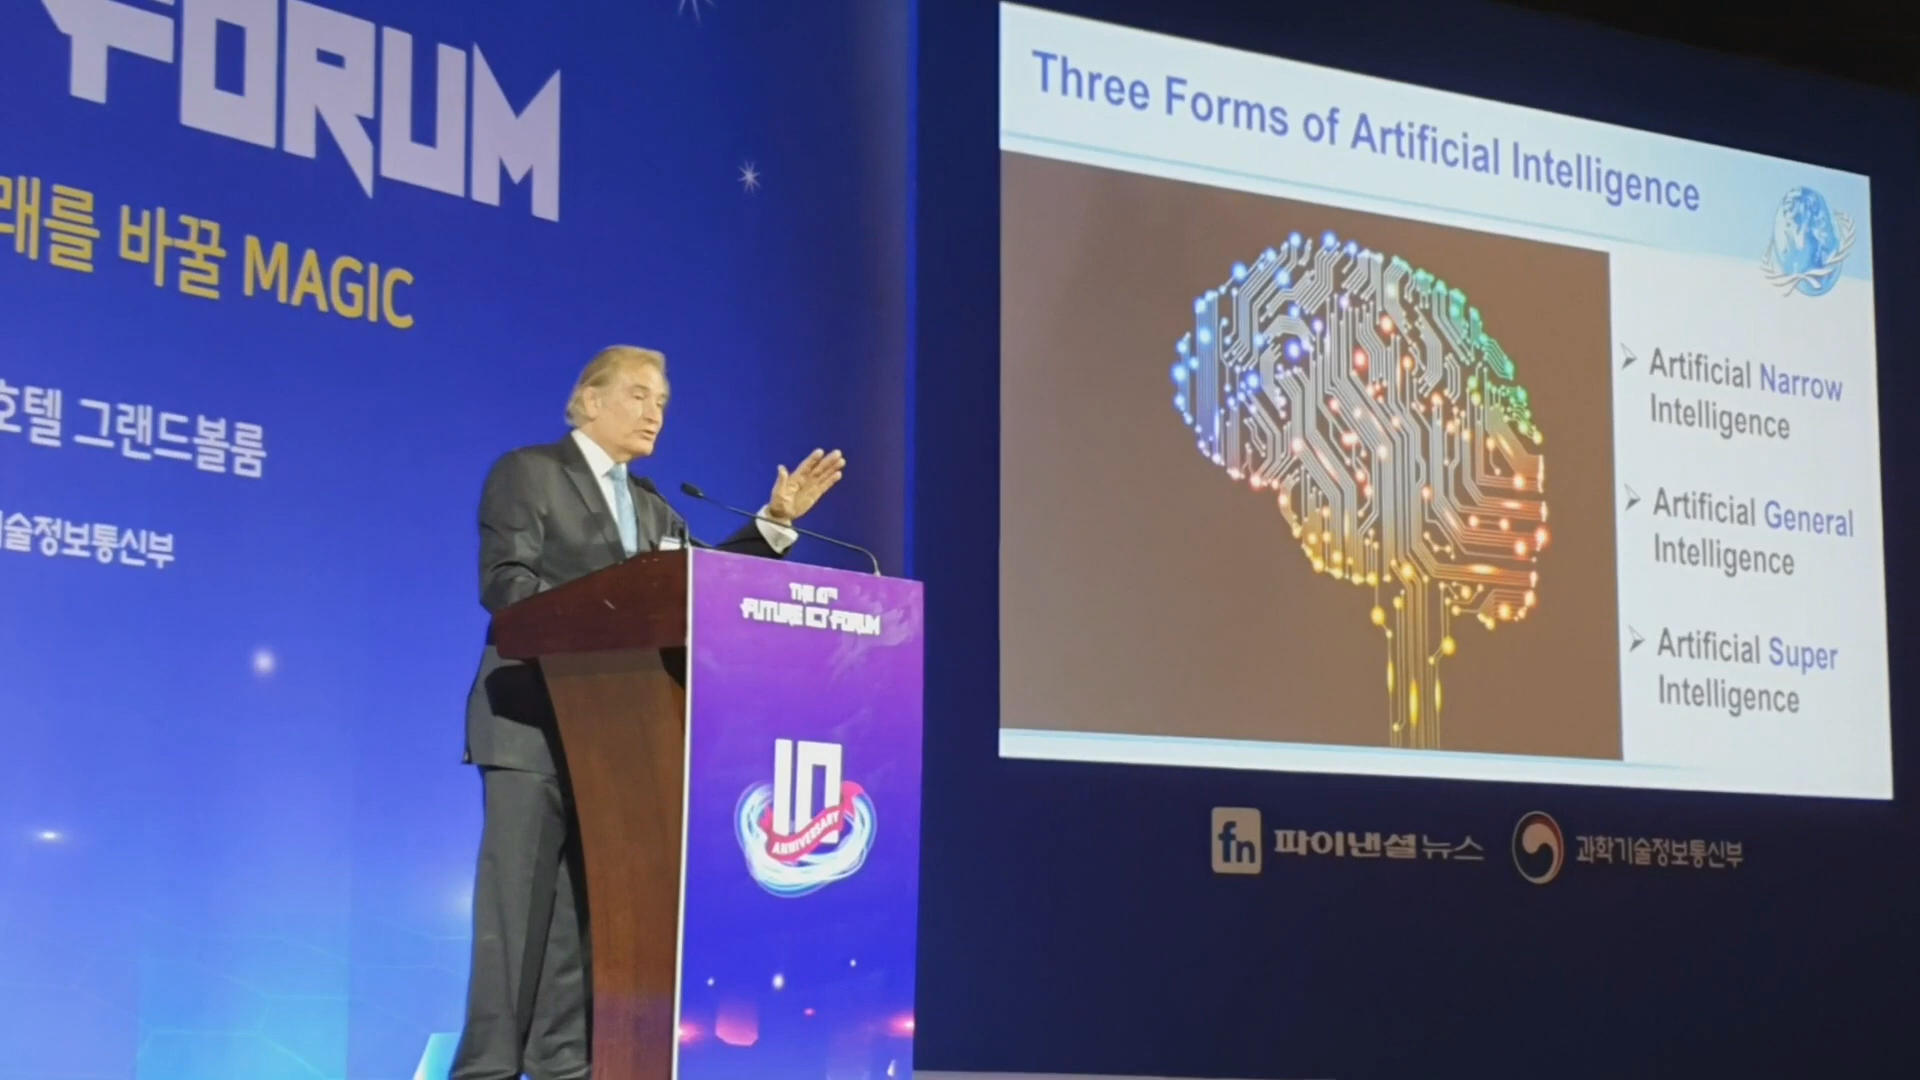 FORUM
래를 바꿀 MAGIC
호텔 그랜드볼룸
술정보통신부
THE 10TH
FUTURE ICT FORUM
10
ANNIVERSARY
Three Forms of Artificial Intelligence
Artificial Narrow
Intelligence
Artificial General
Intelligence
Artificial Super
Intelligence
fn 파이낸셜뉴스
과학기술정보통신부